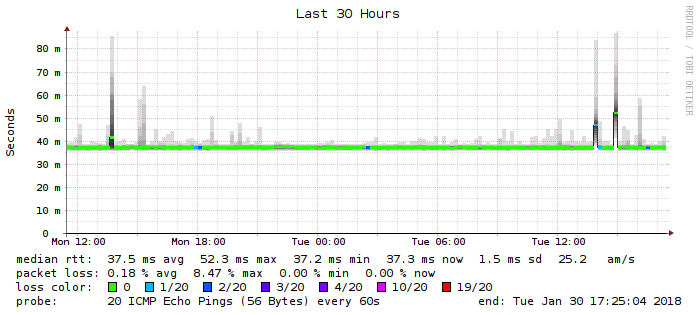 Last 30 Hours
RRDTOOL / TOBI OETIKER
Seconds
80 m
70 m
60 m
50 m
40 m
30 m
20 m
10 m
0
Mon 12:00 Mon 18:00 Tue 00:00 Tue 06:00 Tue 12:00
median rtt: 37.5 ms avg 52.3 ms max 37.2 ms min 37.3 ms now 1.5 ms sd 25.2 am/s
packet loss: 0.18 % avg 8.47 % max 0.00 % min 0.00 % now
loss color: 0 1/20 2/20 3/20 4/20 10/20 19/20
probe: 20 ICMP Echo Pings (56 Bytes) every 60s end: Tue Jan 30 17:25:04 2018